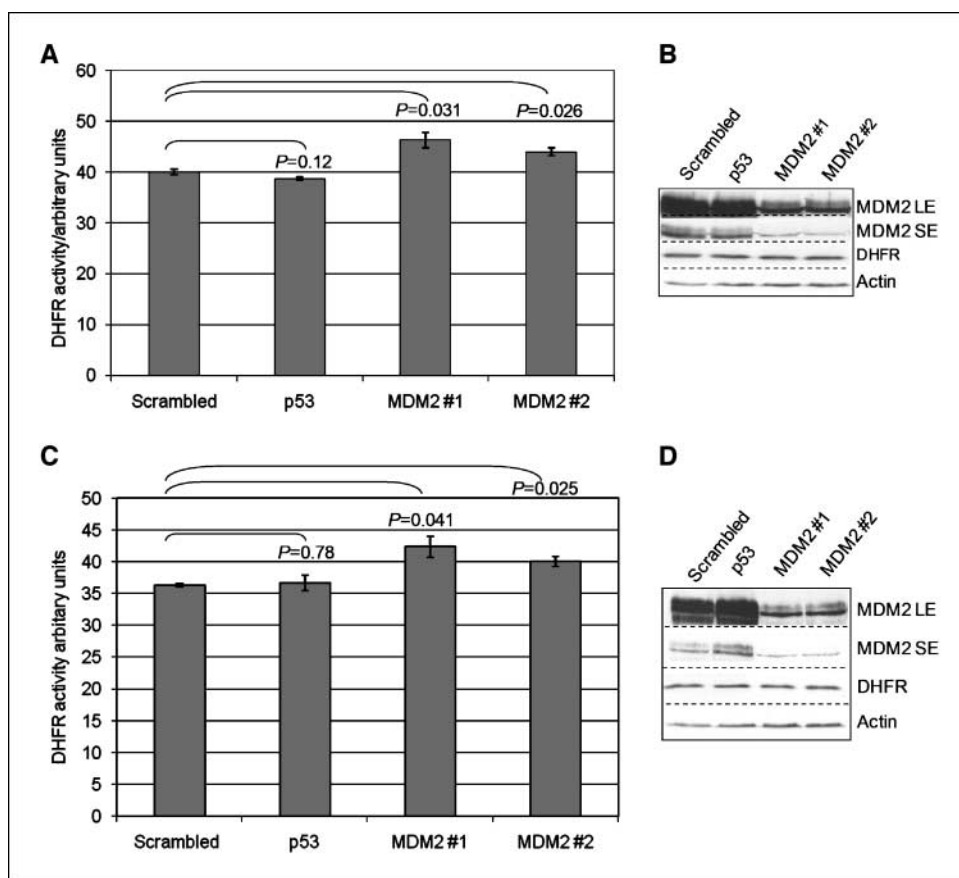 A
60
50
40
30
20
10
0
DHFR activity/arbitrary units
P=0.12
P=0.031
P=0.026
Scrambled
p53
MDM2 #1
MDM2 #2
B
Scrambled
p53
MDM2 #1
MDM2 #2
MDM2 LE
MDM2 SE
DHFR
Actin
C
50
45
40
35
30
25
20
15
10
5
0
DHFR activity arbitary units
P=0.78
P=0.041
P=0.025
Scrambled
p53
MDM2 #1
MDM2 #2
D
Scrambled
p53
MDM2 #1
MDM2 #2
MDM2 LE
MDM2 SE
DHFR
Actin